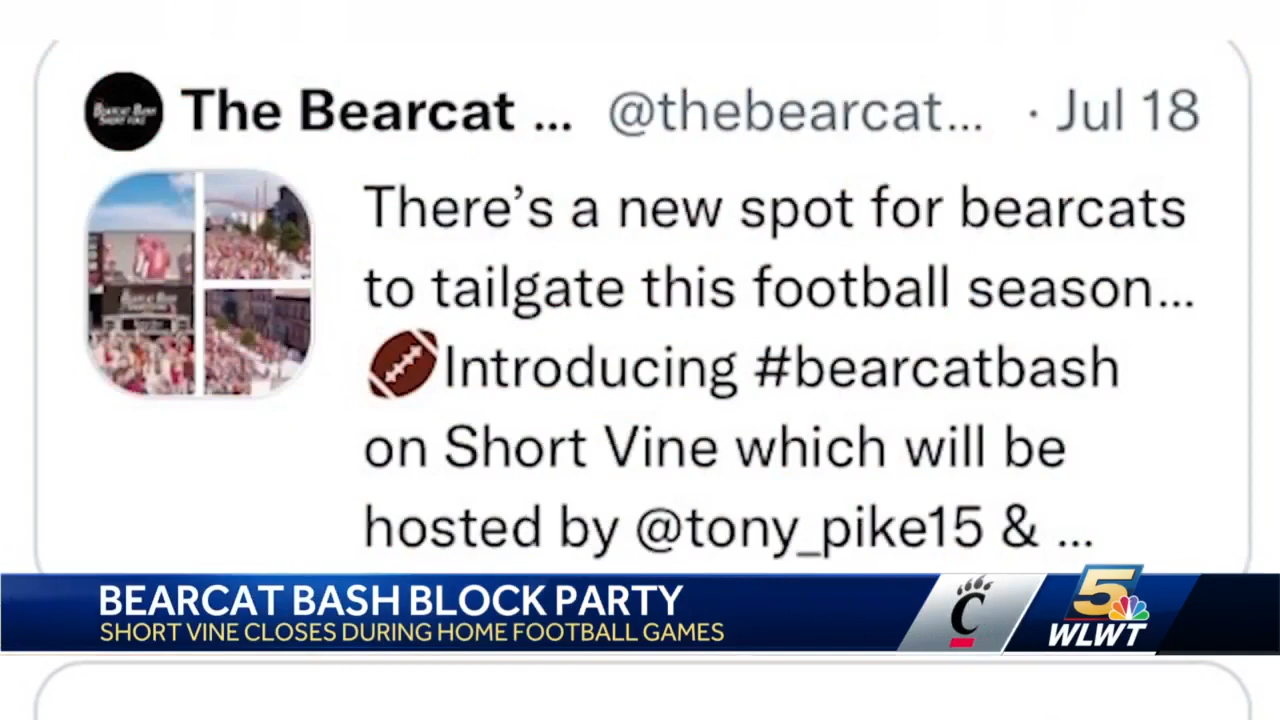 The Bearcat ... @thebearcat... · Jul 18
There's a new spot for bearcats
to tailgate this football season...
🏈Introducing #bearcatbash
on Short Vine which will be
hosted by @tony_pike15 & ...
BEARCAT BASH BLOCK PARTY
SHORT VINE CLOSES DURING HOME FOOTBALL GAMES
C
5
WLWT